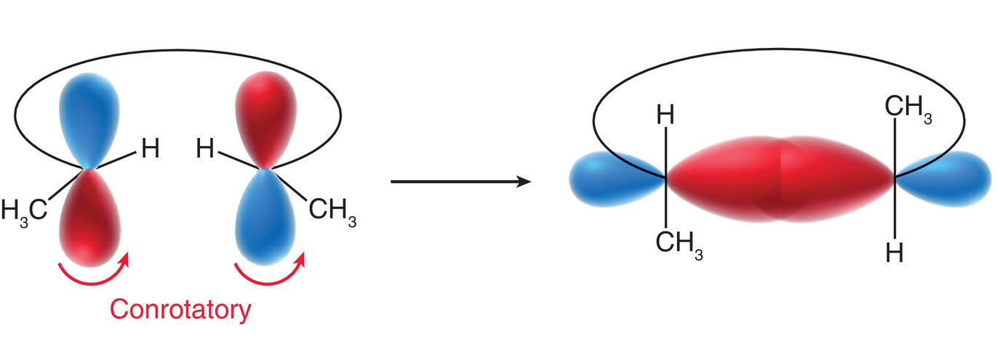 H H
H₃C CH₃
Conrotatory
H CH₃
CH₃ H